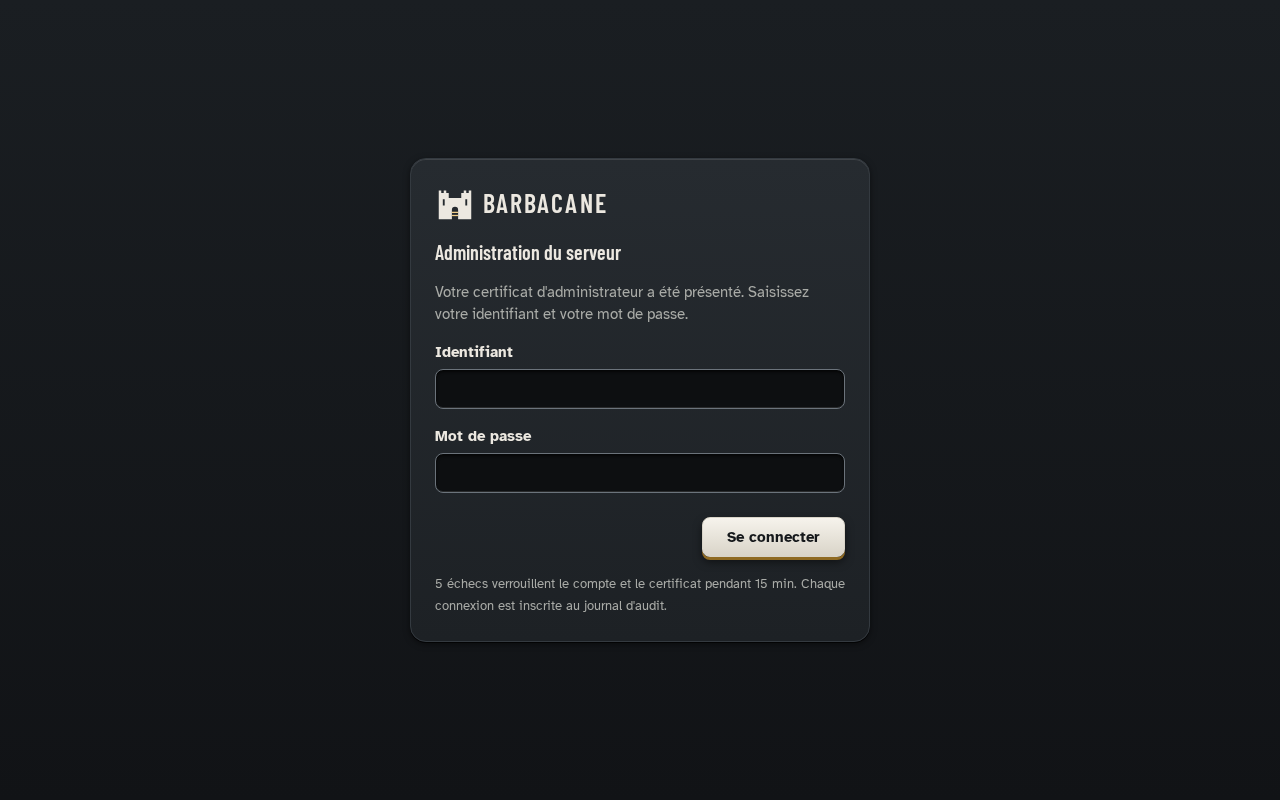 BARBACANE
Administration du serveur
Votre certificat d'administrateur a été présenté. Saisissez
votre identifiant et votre mot de passe.
Identifiant
Mot de passe
Se connecter
5 échecs verrouillent le compte et le certificat pendant 15 min. Chaque
connexion est inscrite au journal d'audit.